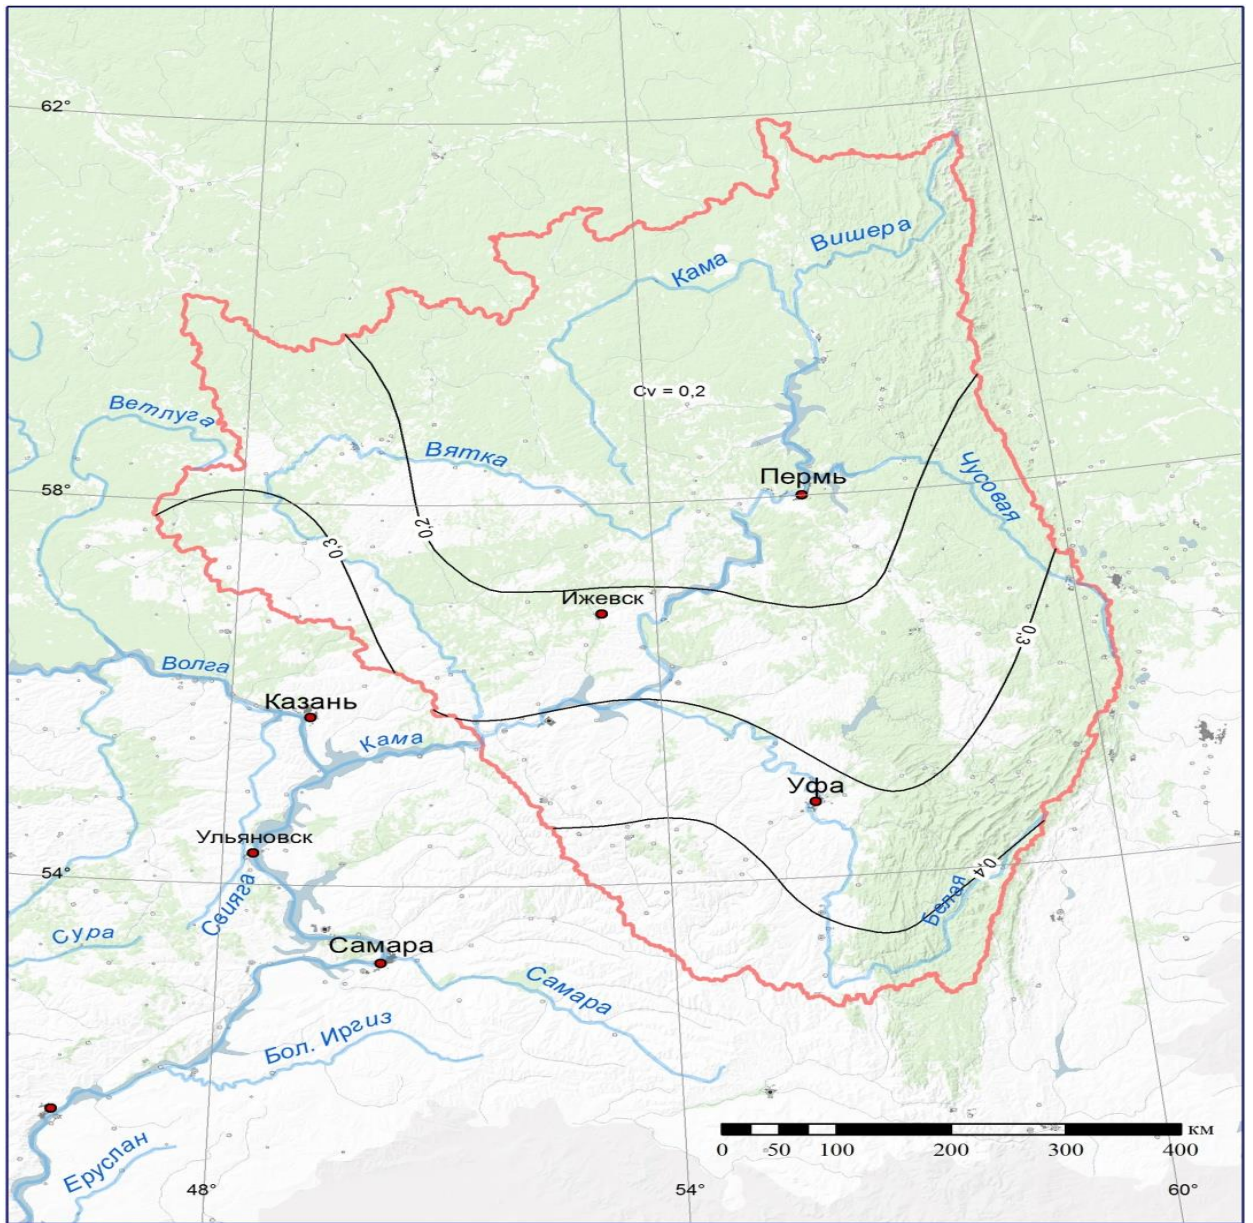 62°
Вишера
Кама
Cv = 0,2
Ветлуга
Вятка
Чусовая
Пермь
58°
0,2
0,3
Ижевск
0,3
Волга
Казань
Кама
Уфа
Ульяновск
54°
0,4
Белая
Свияга
Сура
Самара
Самара
Бол. Иргиз
Еруслан
км
0 50 100 200 300 400
48° 54° 60°